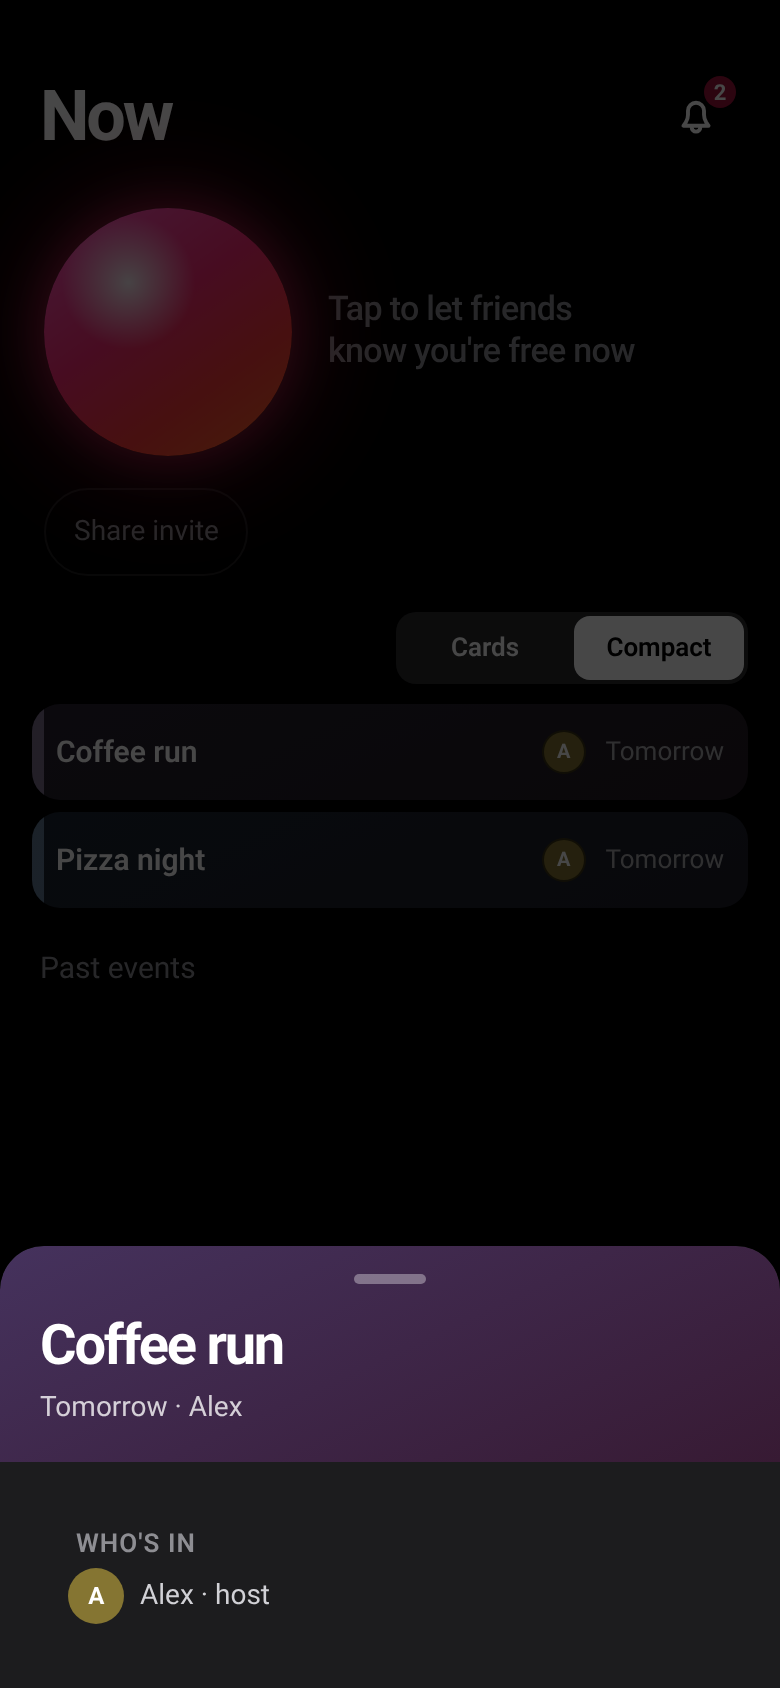 Now
2
Tap to let friends
know you're free now
Share invite
Cards Compact
Coffee run A Tomorrow
Pizza night A Tomorrow
Past events
Coffee run
Tomorrow · Alex
WHO'S IN
A Alex · host